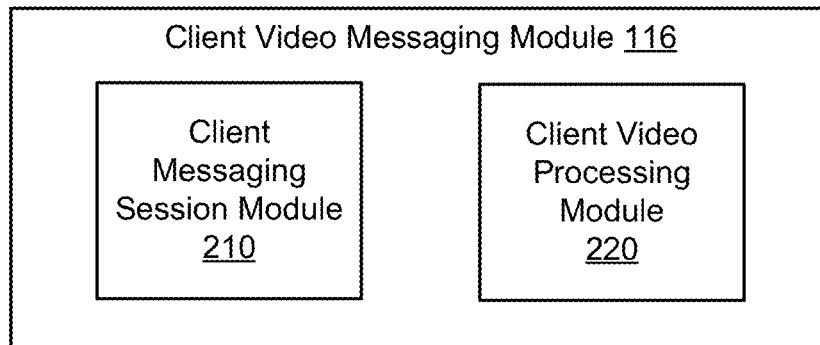 Client Video Messaging Module 116
Client
Messaging
Session Module
210
Client Video
Processing
Module
220